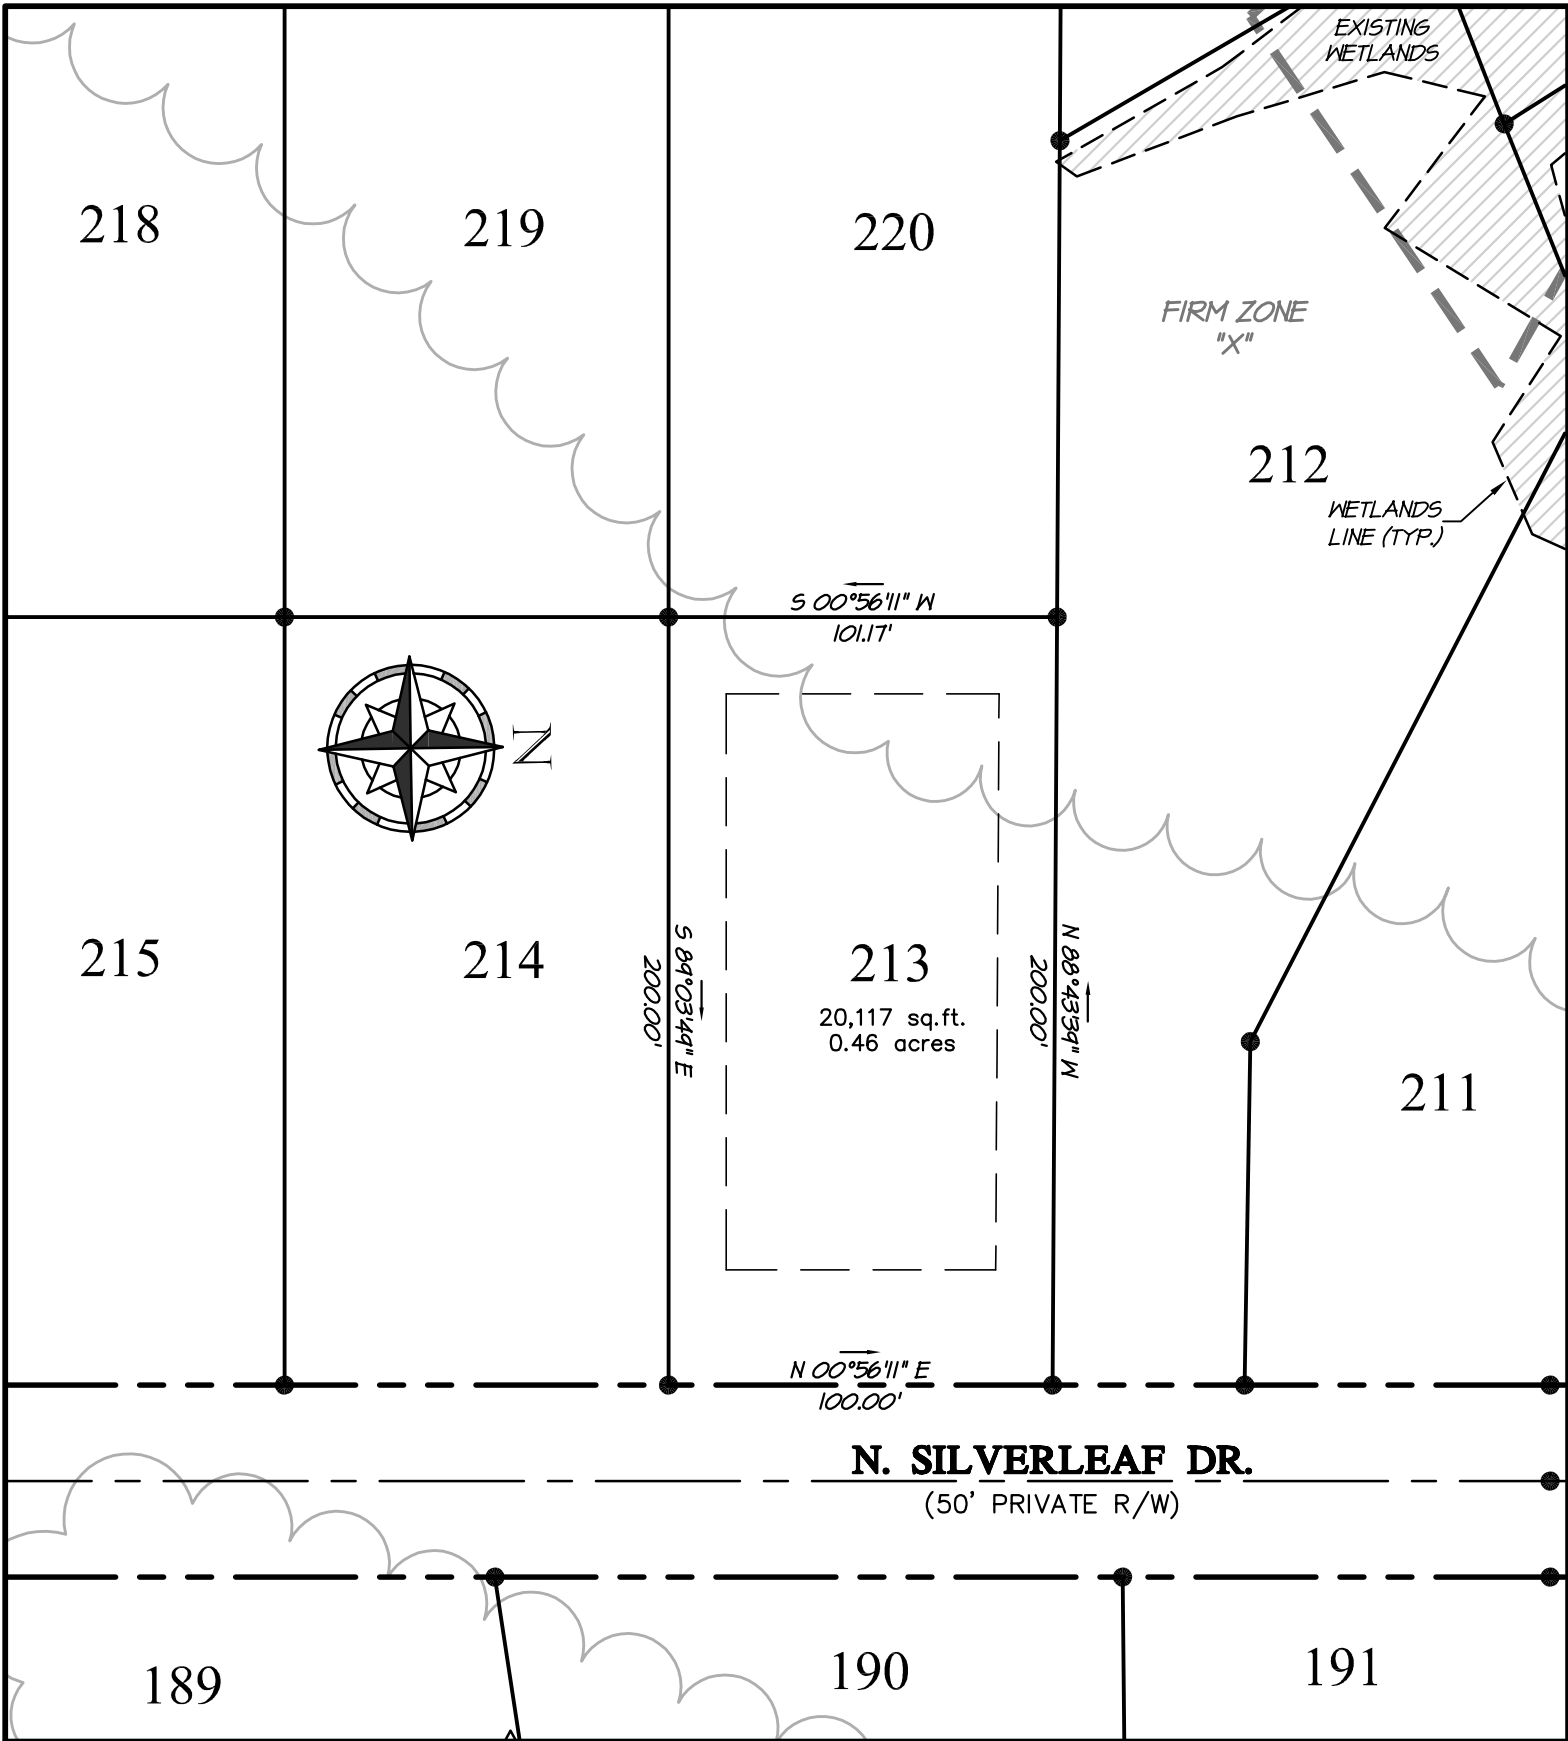 EXISTING
WETLANDS
218
219
220
FIRM ZONE
"X"
212
WETLANDS
LINE (TYP.)
S 00°56'11" W
101.17'
N
215
214
S 89°03'49" E
200.00'
213
20,117 sq.ft.
0.46 acres
N 88°43'39" W
200.00'
211
N 00°56'11" E
100.00'
N. SILVERLEAF DR.
(50' PRIVATE R/W)
189
190
191